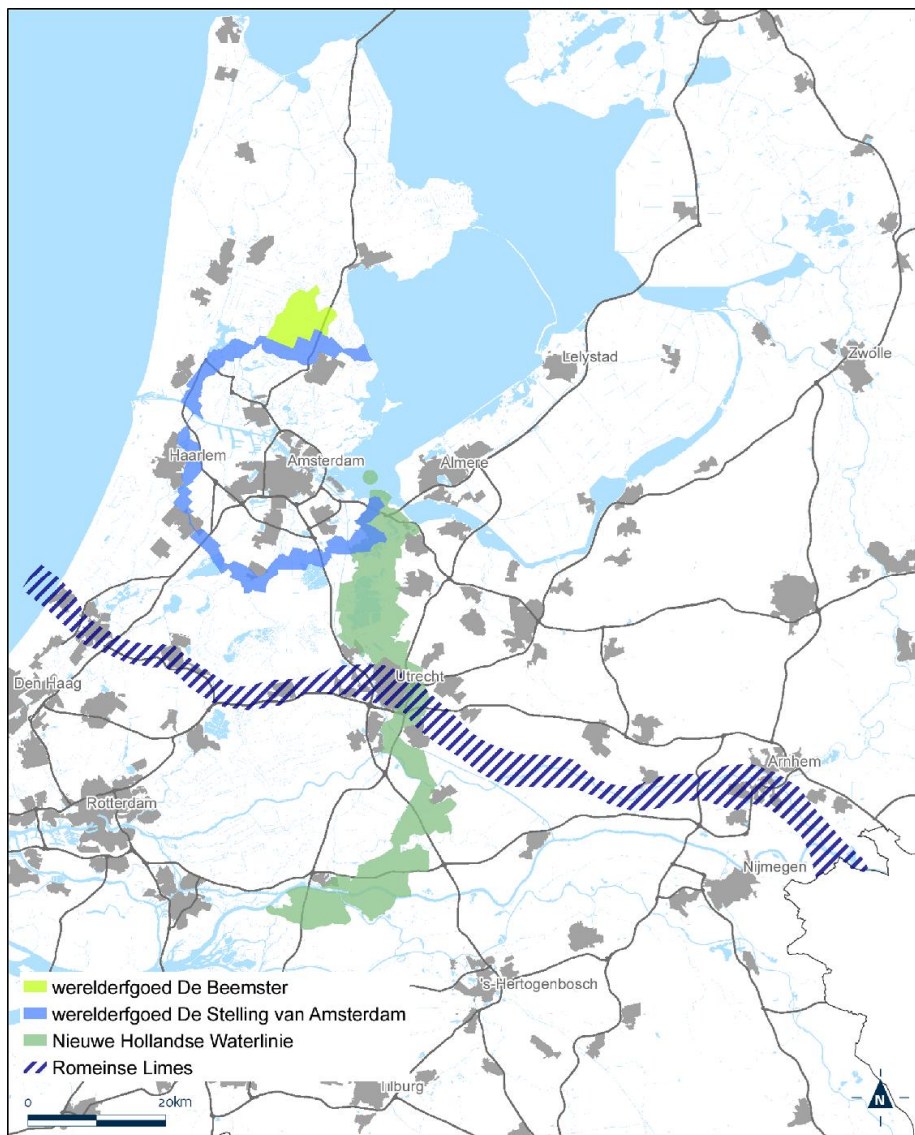 Lelystad
Zwolle
Haarlem
Amsterdam
Almere
Utrecht
Den Haag
Arnhem
Rotterdam
Nijmegen
's-Hertogenbosch
Tilburg
werelderfgoed De Beemster
werelderfgoed De Stelling van Amsterdam
Nieuwe Hollandse Waterlinie
Romeinse Limes
0 20km
N